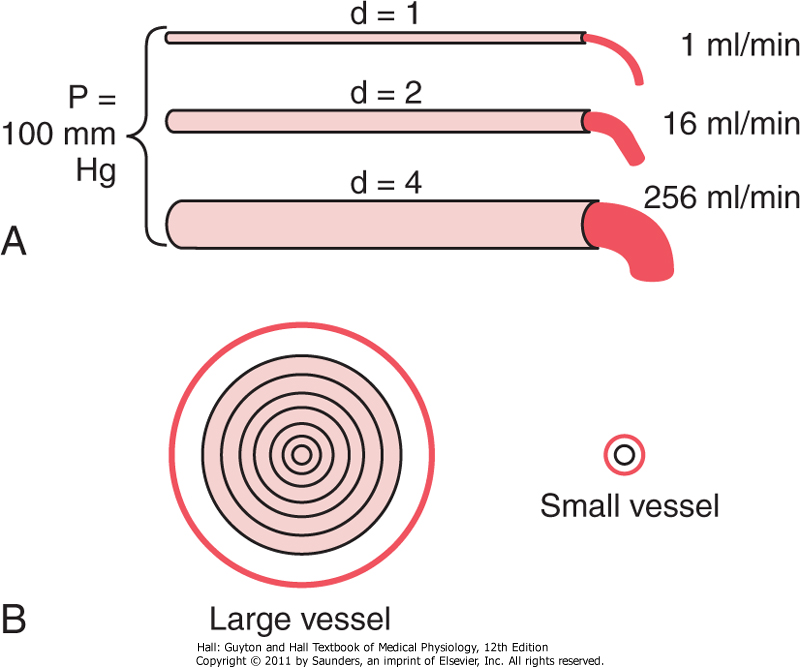 d = 1
1 ml/min
P =
100 mm
Hg
d = 2
16 ml/min
d = 4
256 ml/min
A
Small vessel
B
Large vessel
Hall: Guyton and Hall Textbook of Medical Physiology, 12th Edition
Copyright © 2011 by Saunders, an imprint of Elsevier, Inc. All rights reserved.